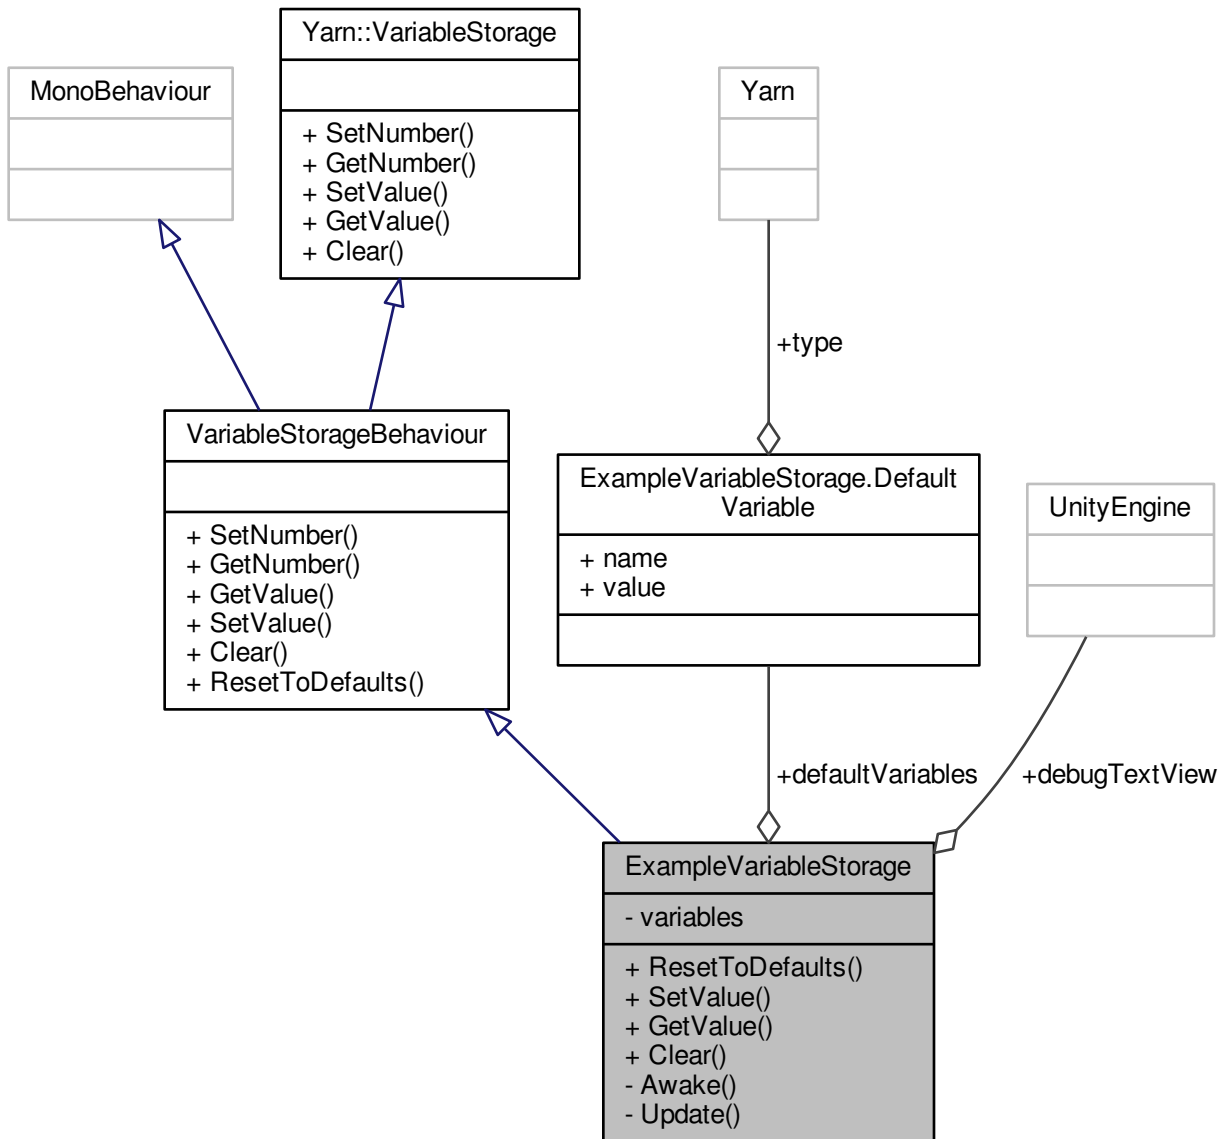 Yarn::VariableStorage
+ SetNumber()
+ GetNumber()
+ SetValue()
+ GetValue()
+ Clear()
MonoBehaviour
Yarn
+type
VariableStorageBehaviour
+ SetNumber()
+ GetNumber()
+ GetValue()
+ SetValue()
+ Clear()
+ ResetToDefaults()
ExampleVariableStorage.Default
Variable
+ name
+ value
UnityEngine
+defaultVariables
+debugTextView
ExampleVariableStorage
- variables
+ ResetToDefaults()
+ SetValue()
+ GetValue()
+ Clear()
- Awake()
- Update()